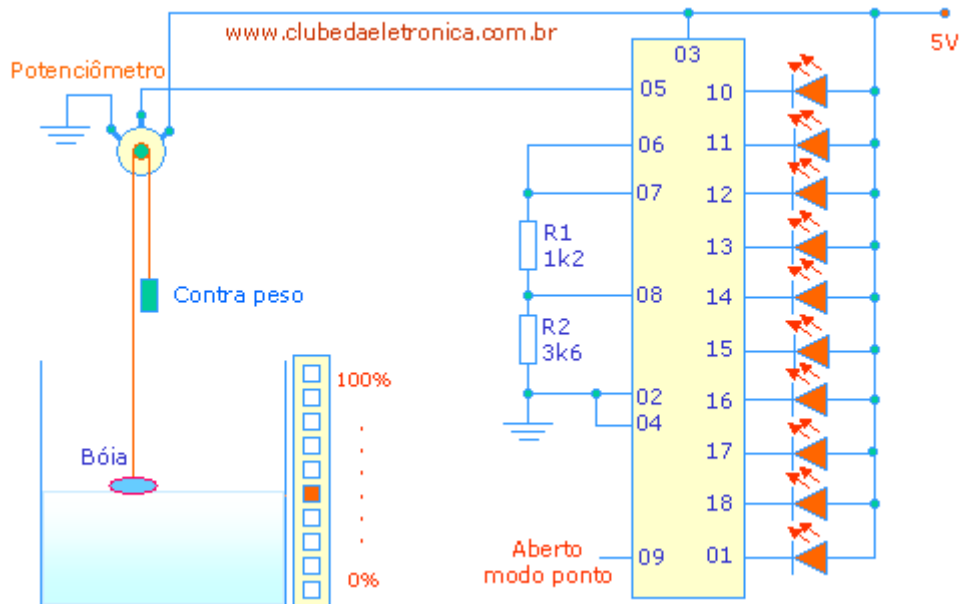 www.clubedaeletronica.com.br
5V
Potenciômetro
03
05
10
06
11
07
12
R1
1k2
13
Contra peso
08
14
R2
3k6
15
100%
02
16
04
Bóia
17
18
Aberto
modo ponto
09
01
0%